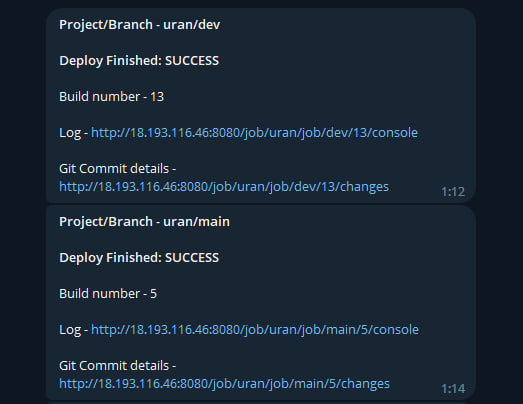 Project/Branch - uran/dev
Deploy Finished: SUCCESS
Build number - 13
Log - http://18.193.116.46:8080/job/uran/job/dev/13/console
Git Commit details -
http://18.193.116.46:8080/job/uran/job/dev/13/changes
1:12
Project/Branch - uran/main
Deploy Finished: SUCCESS
Build number - 5
Log - http://18.193.116.46:8080/job/uran/job/main/5/console
Git Commit details -
http://18.193.116.46:8080/job/uran/job/main/5/changes
1:14